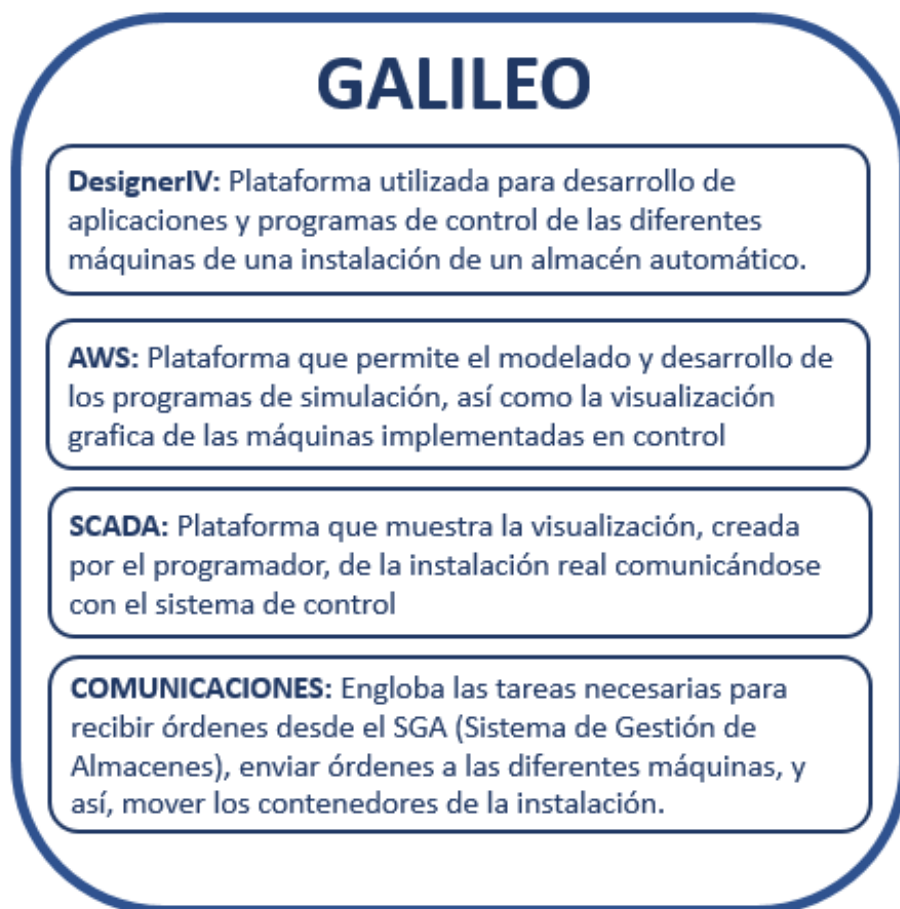 GALILEO
DesignerIV: Plataforma utilizada para desarrollo de
aplicaciones y programas de control de las diferentes
máquinas de una instalación de un almacén automático.
AWS: Plataforma que permite el modelado y desarrollo de
los programas de simulación, así como la visualización
grafica de las máquinas implementadas en control
SCADA: Plataforma que muestra la visualización, creada
por el programador, de la instalación real comunicándose
con el sistema de control
COMUNICACIONES: Engloba las tareas necesarias para
recibir órdenes desde el SGA (Sistema de Gestión de
Almacenes), enviar órdenes a las diferentes máquinas, y
así, mover los contenedores de la instalación.